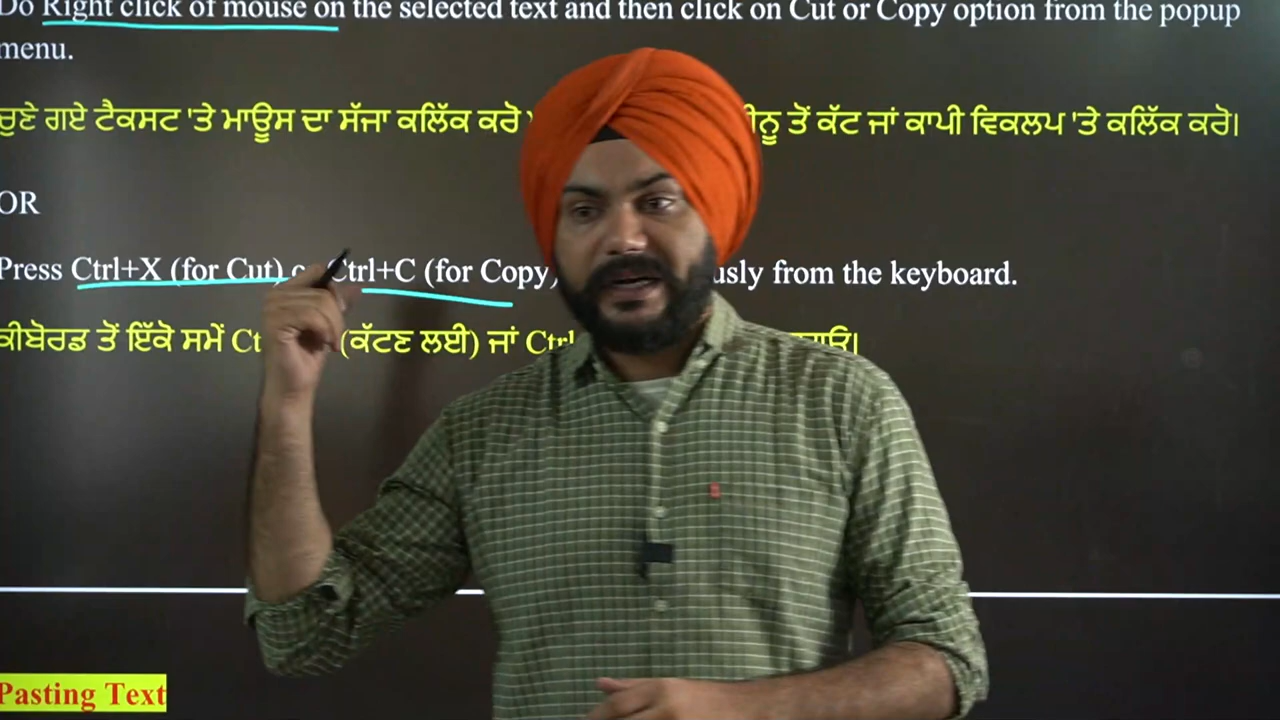 Do Right click of mouse on the selected text and then click on Cut or Copy option from the popup
menu.
ਚੁਣੇ ਗਏ ਟੈਕਸਟ 'ਤੇ ਮਾਊਸ ਦਾ ਸੱਜਾ ਕਲਿੱਕ ਕਰੋ ਤੋਂ ਕੱਟ ਜਾਂ ਕਾਪੀ ਵਿਕਲਪ 'ਤੇ ਕਲਿੱਕ ਕਰੋ।
OR
Press Ctrl+X (for Cut) Ctrl+C (for Copy) from the keyboard.
ਕੀਬੋਰਡ ਤੋਂ ਇੱਕੋ ਸਮੇਂ (ਕੱਟਣ ਲਈ) ਜਾਂ Ctrl
Pasting Text